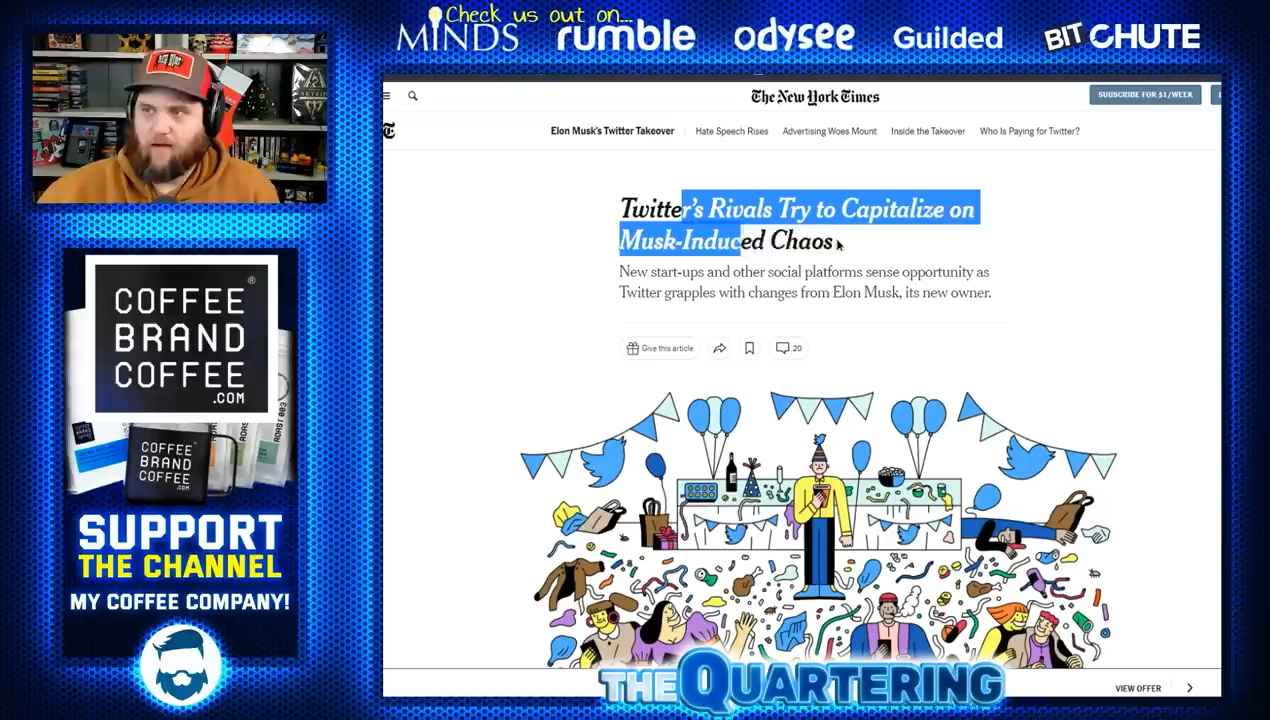 Check us out on...
MINDS
rumble
odysee
Guilded
BIT CHUTE
The New York Times
SUBSCRIBE FOR $1/WEEK
Elon Musk's Twitter Takeover
Hate Speech Rises
Advertising Woes Mount
Inside the Takeover
Who Is Paying for Twitter?
Twitter's Rivals Try to Capitalize on
Musk-Induced Chaos
New start-ups and other social platforms sense opportunity as
Twitter grapples with changes from Elon Musk, its new owner.
Give this article
20
COFFEE
BRAND
COFFEE
.COM
®
COFFEE
BRAND
COFFEE
.COM
SUPPORT
THE CHANNEL
MY COFFEE COMPANY!
THE QUARTERING
VIEW OFFER